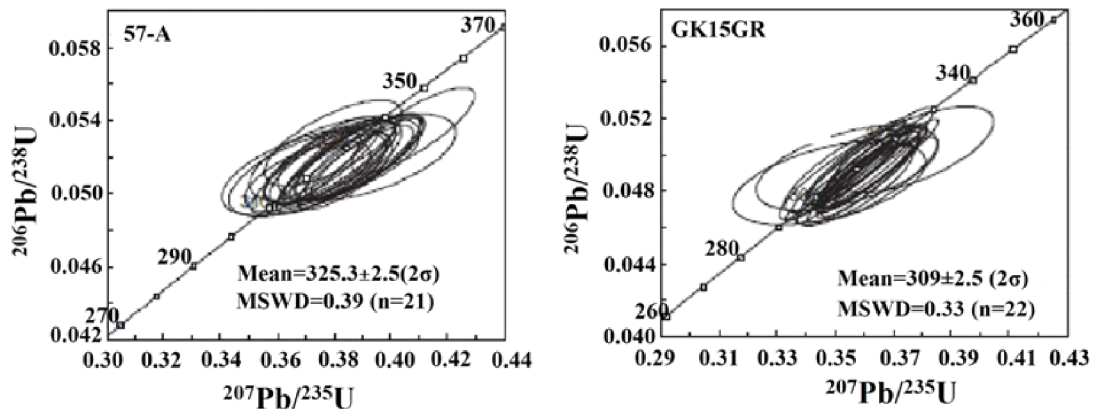 57-A
370
350
290
270
0.058
0.054
0.050
0.046
0.042
206Pb/238U
Mean=325.3±2.5(2σ)
MSWD=0.39 (n=21)
0.30 0.32 0.34 0.36 0.38 0.40 0.42 0.44
207Pb/235U
GK15GR
360
340
280
260
0.056
0.052
0.048
0.044
0.040
206Pb/238U
Mean=309±2.5 (2σ)
MSWD=0.33 (n=22)
0.29 0.31 0.33 0.35 0.37 0.39 0.41 0.43
207Pb/235U